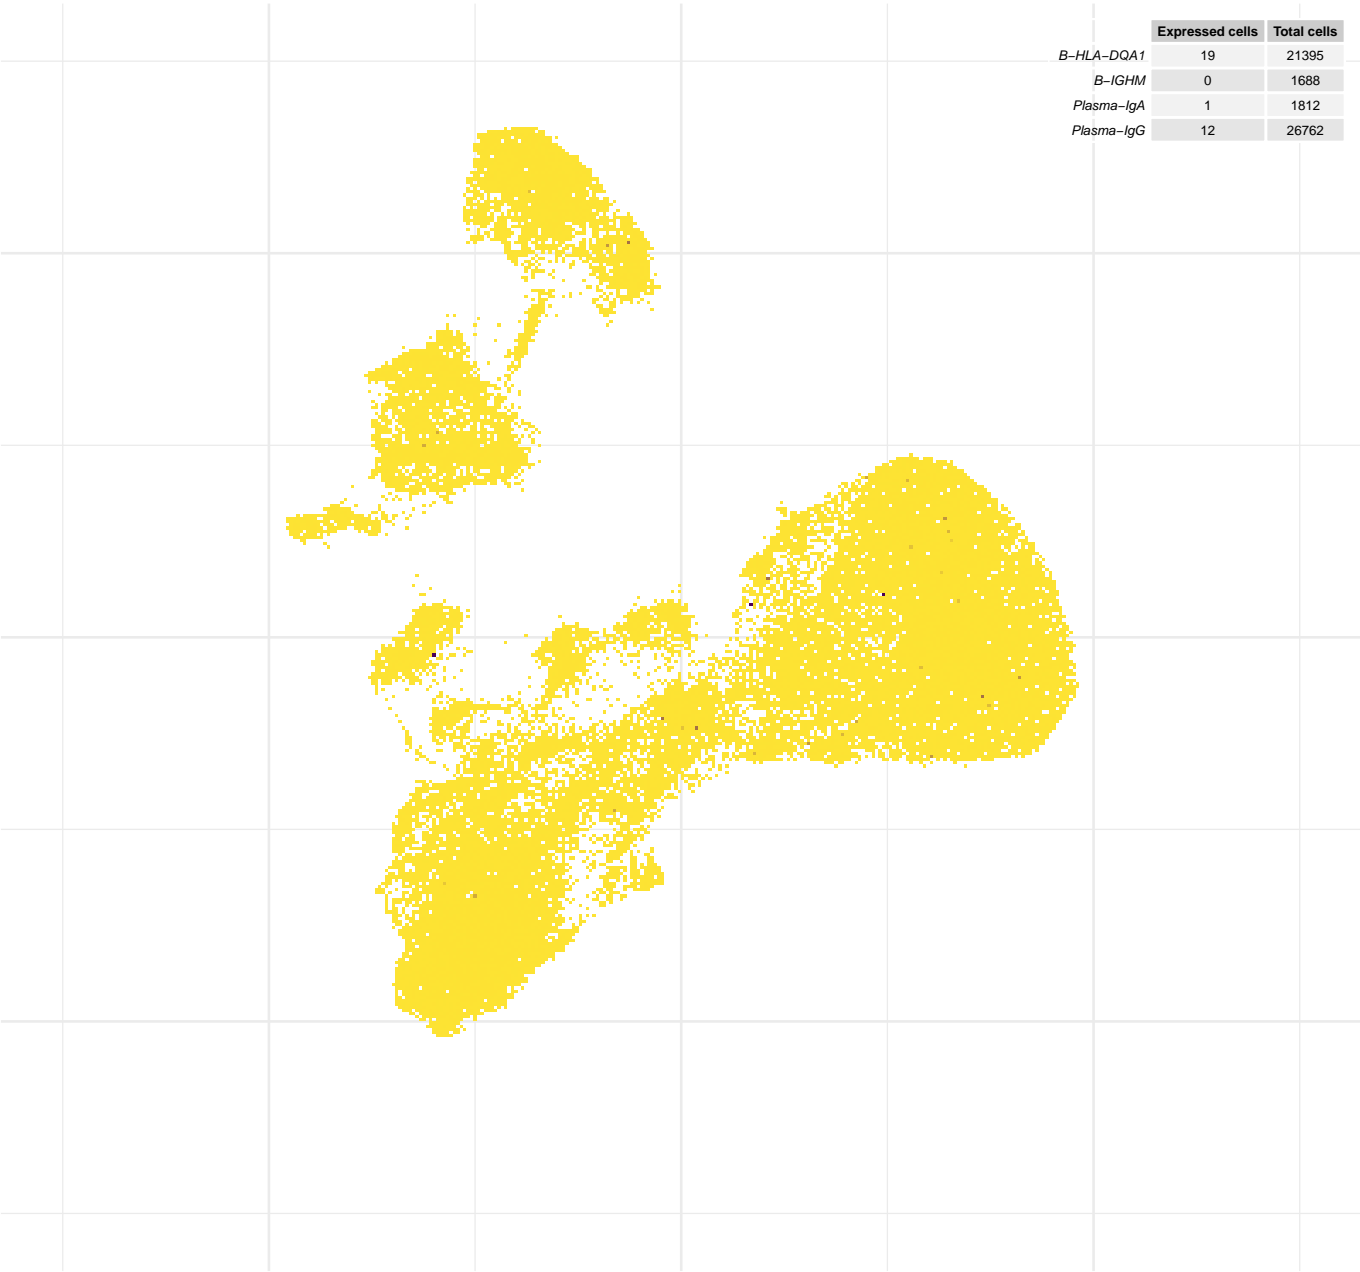 Expressed cells Total cells
B−HLA−DQA1 19 21395
B−IGHM 0 1688
Plasma−IgA 1 1812
Plasma−IgG 12 26762